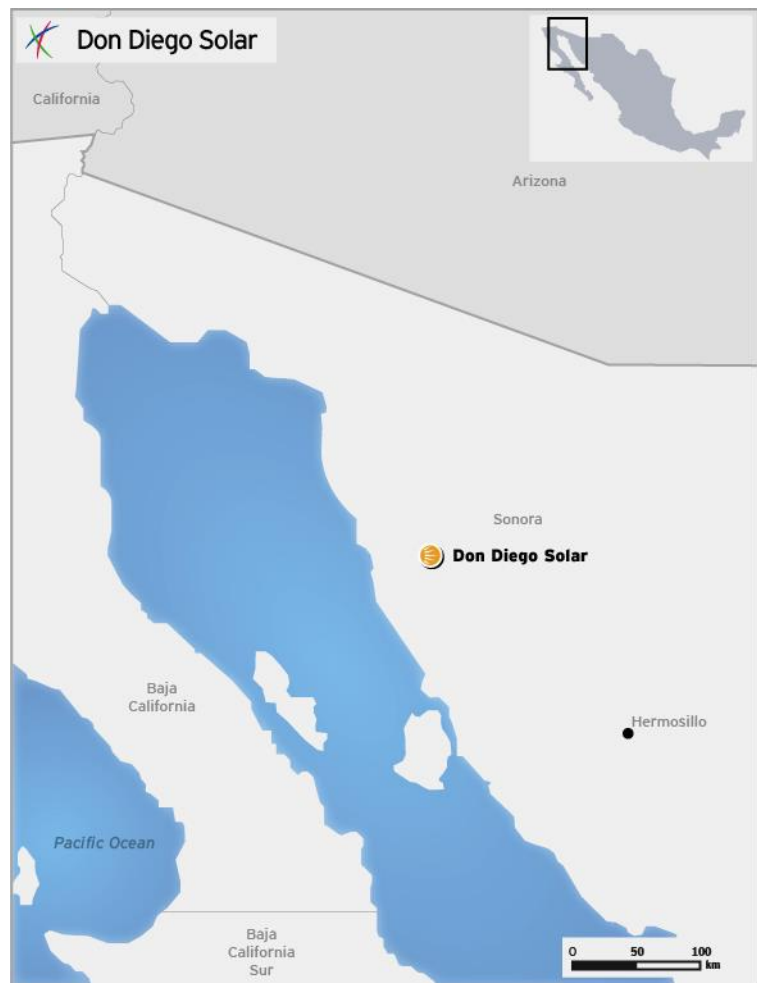 Don Diego Solar
California
Arizona
Sonora
Don Diego Solar
Baja
California
Hermosillo
Pacific Ocean
Baja
California
Sur
0 50 100
km